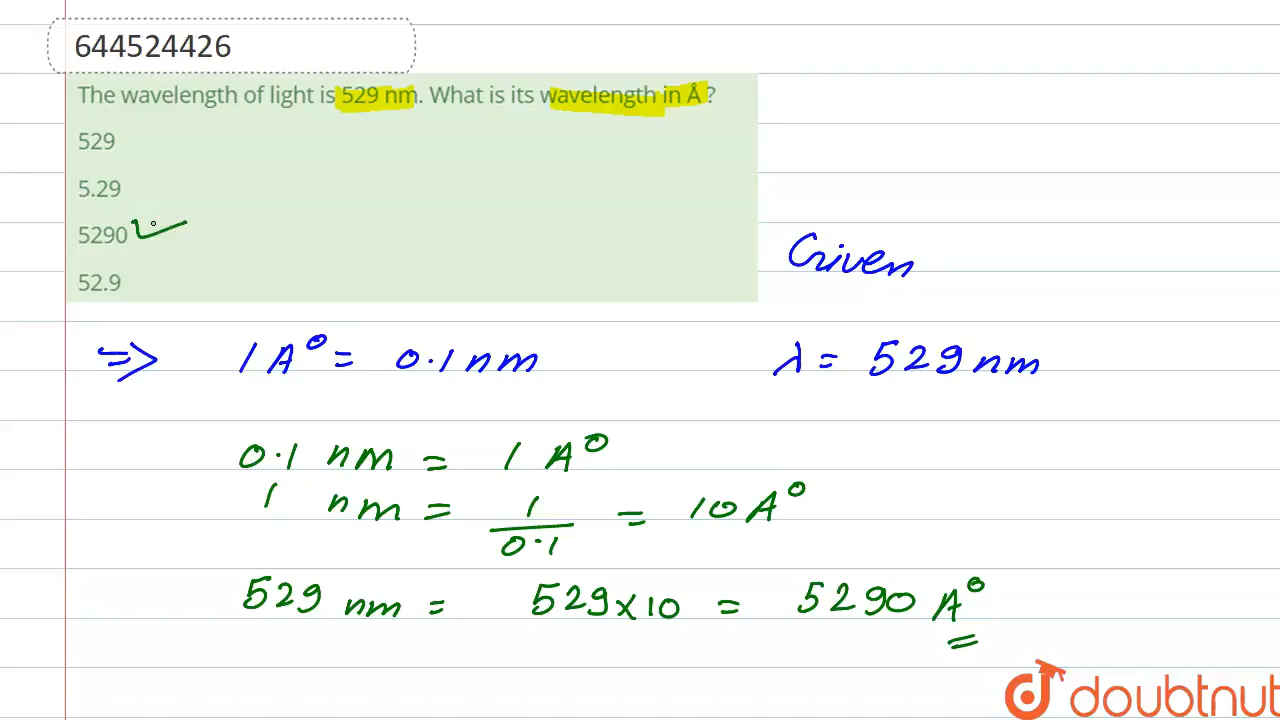 644524426
The wavelength of light is 529 nm. What is its wavelength in Å ?
529
5.29
5290
52.9
Given
⇒ 1 A° = 0.1 nm
λ = 529 nm
0.1 nm = 1 A°
1 nm = 1/0.1 = 10 A°
529 nm = 529 × 10 = 5290 A°
doubtnut